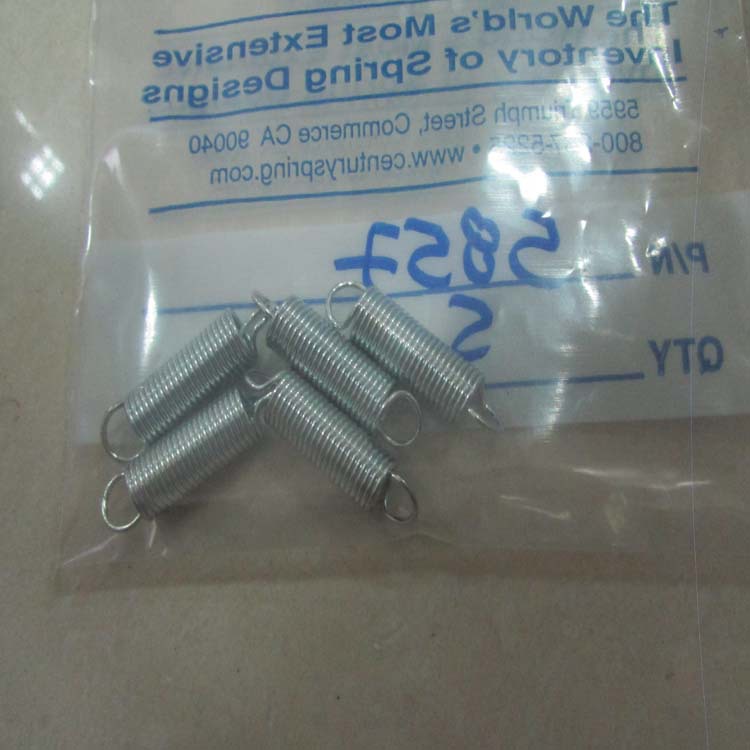 The World's Most Extensive
Inventory of Spring Designs
5959 Triumph Street, Commerce CA 90040
• www.centuryspring.com
P/N 5857
QTY 5